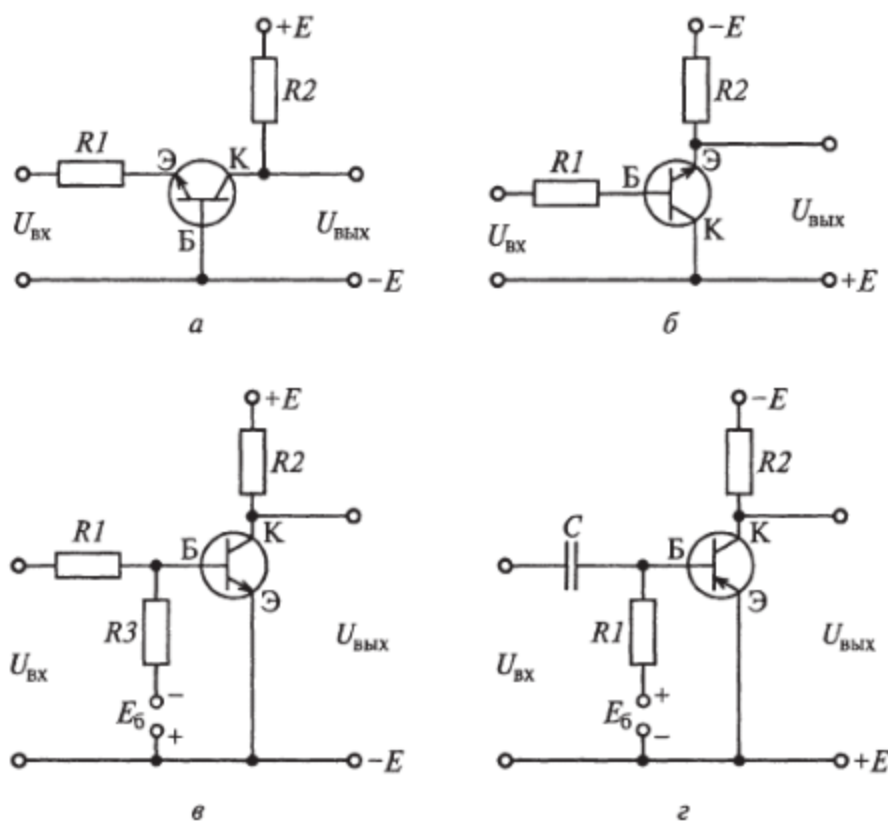 +E
R2
R1
Э
К
Б
Uвх
Uвых
−E
а
−E
R2
R1
Б
Э
К
Uвх
Uвых
+E
б
+E
R2
R1
Б
К
Э
R3
Uвх
Uвых
−
Eб
+
−E
в
−E
R2
C
Б
К
Э
R1
Uвх
Uвых
+
Eб
−
+E
г